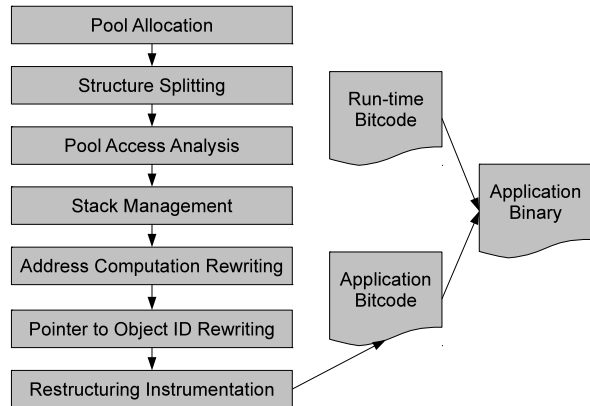 Pool Allocation
Structure Splitting
Pool Access Analysis
Stack Management
Address Computation Rewriting
Pointer to Object ID Rewriting
Restructuring Instrumentation
Run-time
Bitcode
Application
Bitcode
Application
Binary